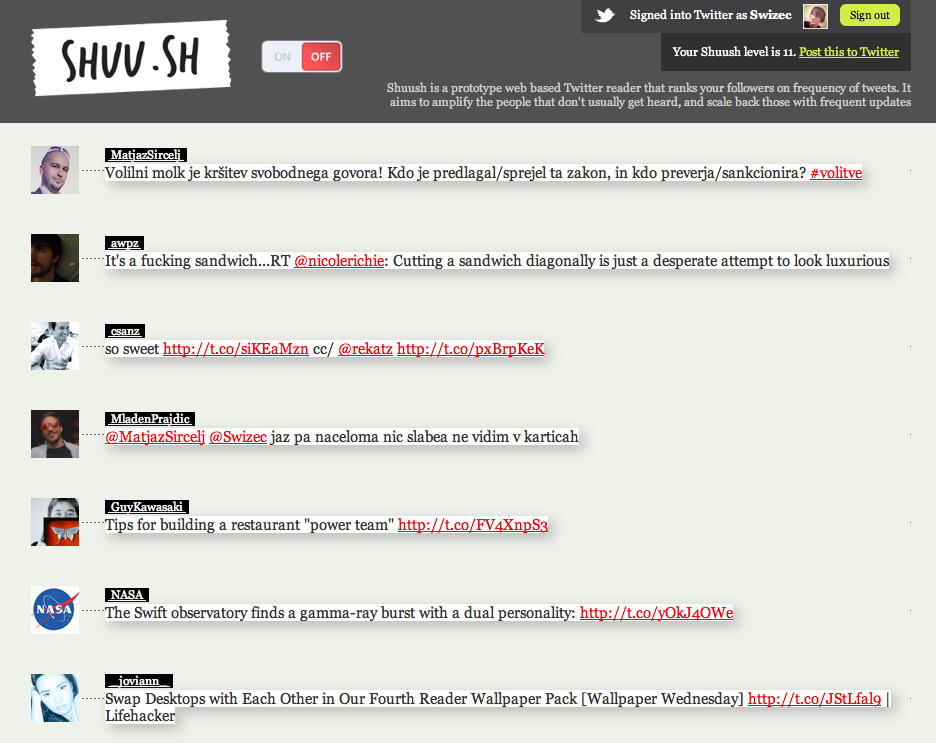 SHUU.SH
ON OFF
Signed into Twitter as Swizec
Sign out
Your Shuush level is 11. Post this to Twitter
Shuush is a prototype web based Twitter reader that ranks your followers on frequency of tweets. It
aims to amplify the people that don't usually get heard, and scale back those with frequent updates
MatjazSircelj
Volilni molk je kršitev svobodnega govora! Kdo je predlagal/sprejel ta zakon, in kdo preverja/sankcionira? #volitve
awpz
It's a fucking sandwich...RT @nicolerichie: Cutting a sandwich diagonally is just a desperate attempt to look luxurious
csanz
so sweet http://t.co/siKEaMzn cc/ @rekatz http://t.co/pxBrpKeK
MladenPrajdic
@MatjazSircelj @Swizec jaz pa naceloma nic slabea ne vidim v karticah
GuyKawasaki
Tips for building a restaurant "power team" http://t.co/FV4XnpS3
NASA
NASA
The Swift observatory finds a gamma-ray burst with a dual personality: http://t.co/yOkJ4OWe
__joviann__
Swap Desktops with Each Other in Our Fourth Reader Wallpaper Pack [Wallpaper Wednesday] http://t.co/JStLfal9 |
Lifehacker